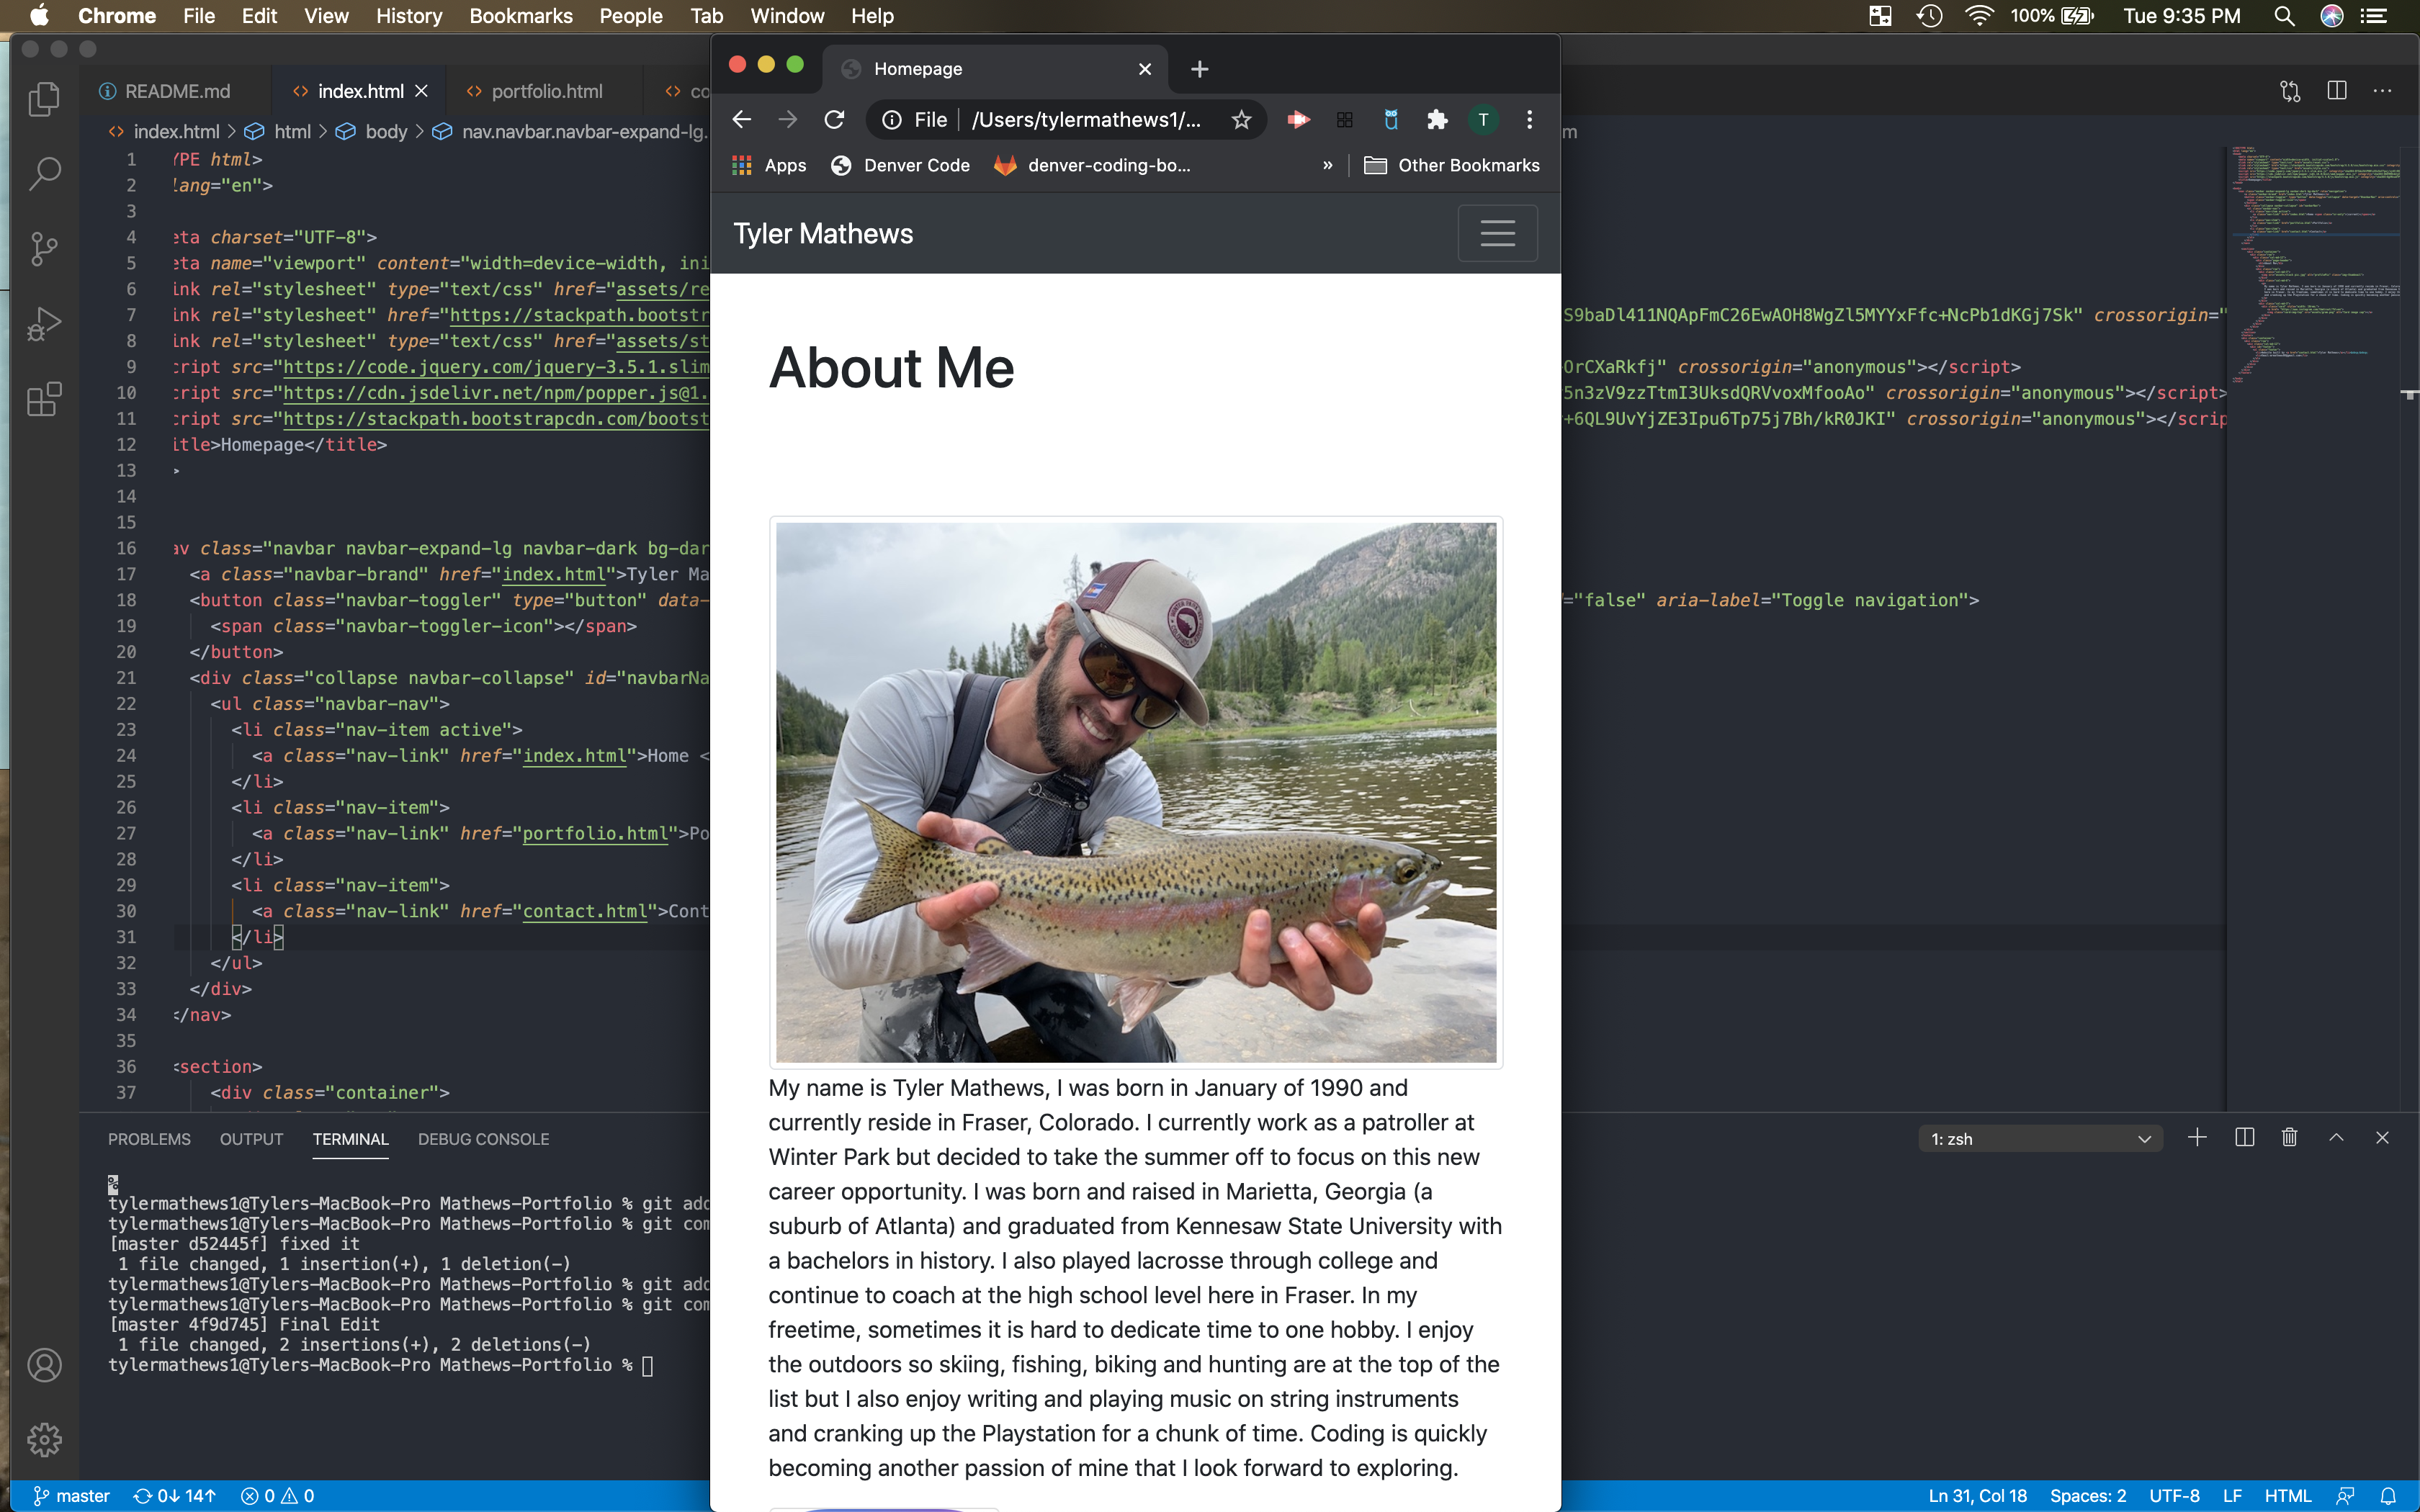 Chrome File Edit View History Bookmarks People Tab Window Help 100% Tue 9:35 PM
README.md index.html portfolio.html co
index.html > html > body > nav.navbar.navbar-expand-lg. m
1 YPE html>
2 lang="en">
3
4 eta charset="UTF-8">
5 eta name="viewport" content="width=device-width, ini
6 ink rel="stylesheet" type="text/css" href="assets/re
7 ink rel="stylesheet" href="https://stackpath.bootstr S9baDl411NQApFmC26EwAOH8WgZl5MYYxFfc+NcPb1dKGj7Sk" crossorigin="
8 ink rel="stylesheet" type="text/css" href="assets/st
9 cript src="https://code.jquery.com/jquery-3.5.1.slim OrCXaRkfj" crossorigin="anonymous"></script>
10 cript src="https://cdn.jsdelivr.net/npm/popper.js@1. 5n3zV9zzTtmI3UksdQRVvoxMfooAo" crossorigin="anonymous"></script>
11 cript src="https://stackpath.bootstrapcdn.com/bootst +6QL9UvYjZE3Ipu6Tp75j7Bh/kR0JKI" crossorigin="anonymous"></scrip
12 itle>Homepage</title>
13 >
14
15
16 av class="navbar navbar-expand-lg navbar-dark bg-dar
17 <a class="navbar-brand" href="index.html">Tyler Ma
18 <button class="navbar-toggler" type="button" data- ="false" aria-label="Toggle navigation">
19 <span class="navbar-toggler-icon"></span>
20 </button>
21 <div class="collapse navbar-collapse" id="navbarNa
22 <ul class="navbar-nav">
23 <li class="nav-item active">
24 <a class="nav-link" href="index.html">Home <
25 </li>
26 <li class="nav-item">
27 <a class="nav-link" href="portfolio.html">Po
28 </li>
29 <li class="nav-item">
30 <a class="nav-link" href="contact.html">Cont
31 </li>
32 </ul>
33 </div>
34 </nav>
35
36 <section>
37 <div class="container">
PROBLEMS OUTPUT TERMINAL DEBUG CONSOLE 1: zsh
%
tylermathews1@Tylers-MacBook-Pro Mathews-Portfolio % git add
tylermathews1@Tylers-MacBook-Pro Mathews-Portfolio % git com
[master d52445f] fixed it
1 file changed, 1 insertion(+), 1 deletion(-)
tylermathews1@Tylers-MacBook-Pro Mathews-Portfolio % git add
tylermathews1@Tylers-MacBook-Pro Mathews-Portfolio % git com
[master 4f9d745] Final Edit
1 file changed, 2 insertions(+), 2 deletions(-)
tylermathews1@Tylers-MacBook-Pro Mathews-Portfolio %
master 0↓ 14↑ 0 0 Ln 31, Col 18 Spaces: 2 UTF-8 LF HTML
Homepage
File /Users/tylermathews1/... T
Apps Denver Code denver-coding-bo... » Other Bookmarks
Tyler Mathews
About Me
My name is Tyler Mathews, I was born in January of 1990 and
currently reside in Fraser, Colorado. I currently work as a patroller at
Winter Park but decided to take the summer off to focus on this new
career opportunity. I was born and raised in Marietta, Georgia (a
suburb of Atlanta) and graduated from Kennesaw State University with
a bachelors in history. I also played lacrosse through college and
continue to coach at the high school level here in Fraser. In my
freetime, sometimes it is hard to dedicate time to one hobby. I enjoy
the outdoors so skiing, fishing, biking and hunting are at the top of the
list but I also enjoy writing and playing music on string instruments
and cranking up the Playstation for a chunk of time. Coding is quickly
becoming another passion of mine that I look forward to exploring.